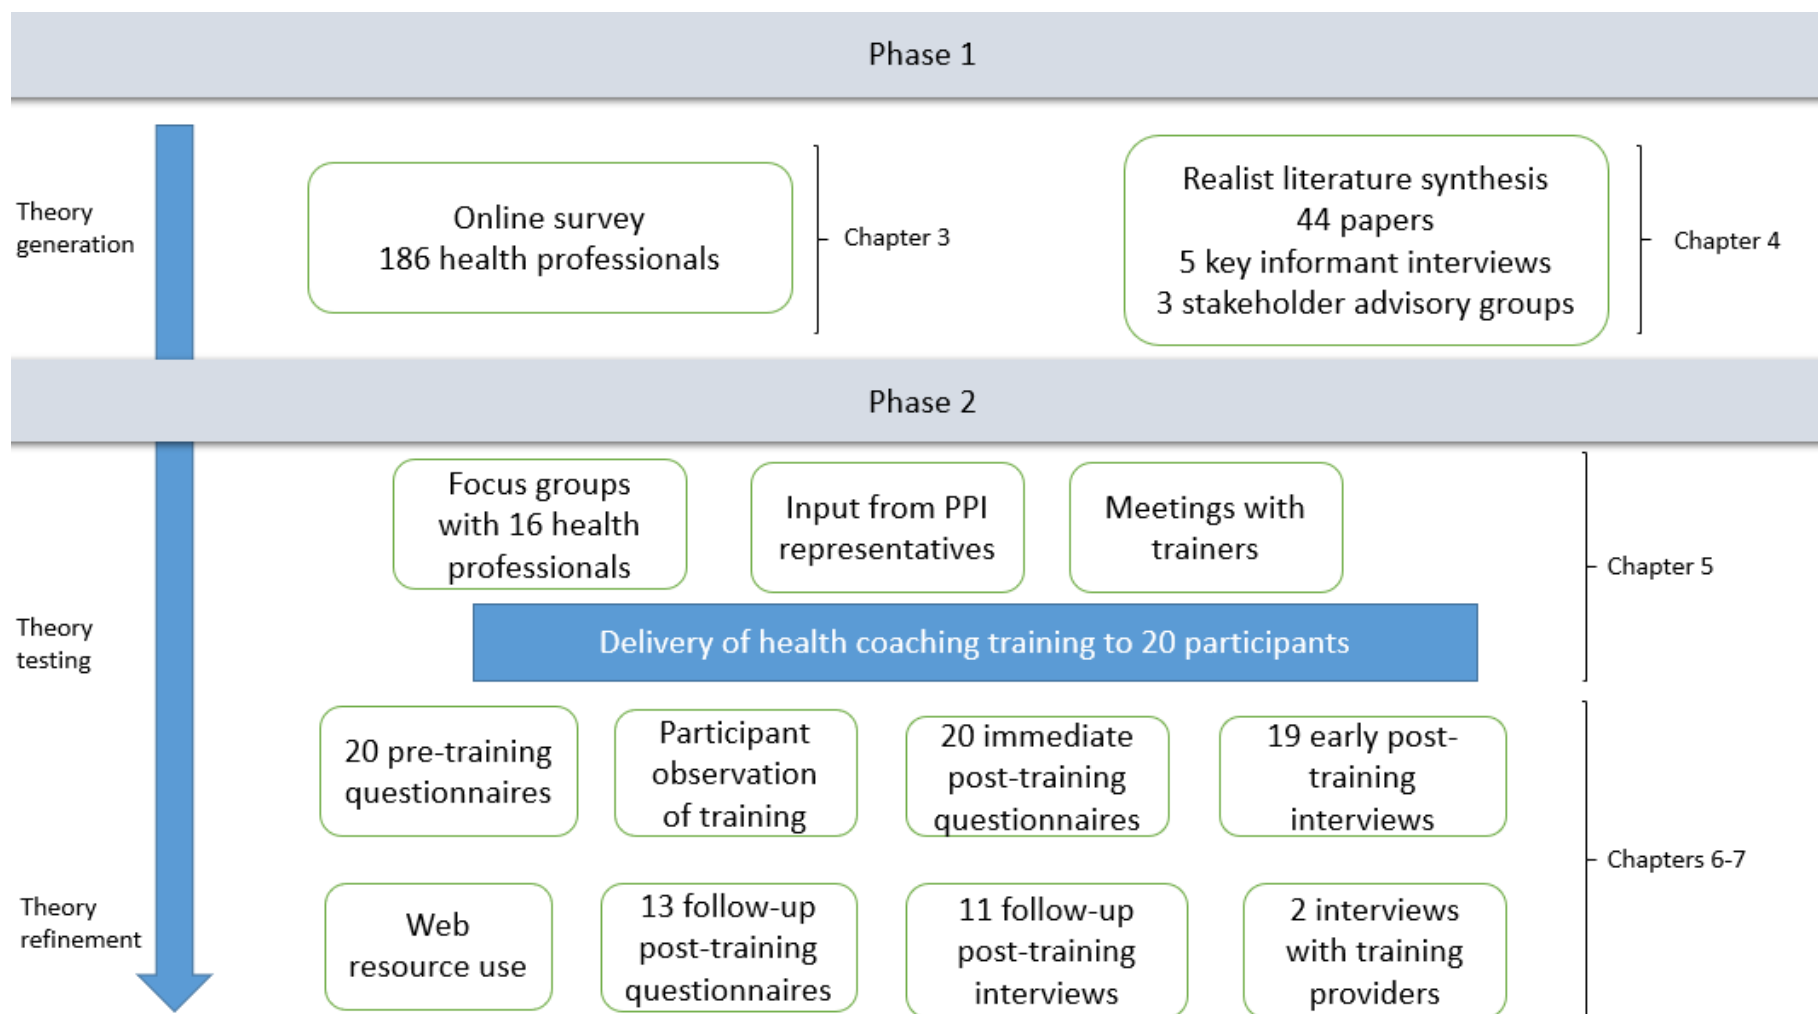 Phase 1
Theory
generation
Online survey
186 health professionals
Chapter 3
Realist literature synthesis
44 papers
5 key informant interviews
3 stakeholder advisory groups
Chapter 4
Phase 2
Theory
testing
Focus groups
with 16 health
professionals
Input from PPI
representatives
Meetings with
trainers
Chapter 5
Delivery of health coaching training to 20 participants
20 pre-training
questionnaires
Participant
observation
of training
20 immediate
post-training
questionnaires
19 early post-
training
interviews
Chapters 6-7
Theory
refinement
Web
resource use
13 follow-up
post-training
questionnaires
11 follow-up
post-training
interviews
2 interviews
with training
providers